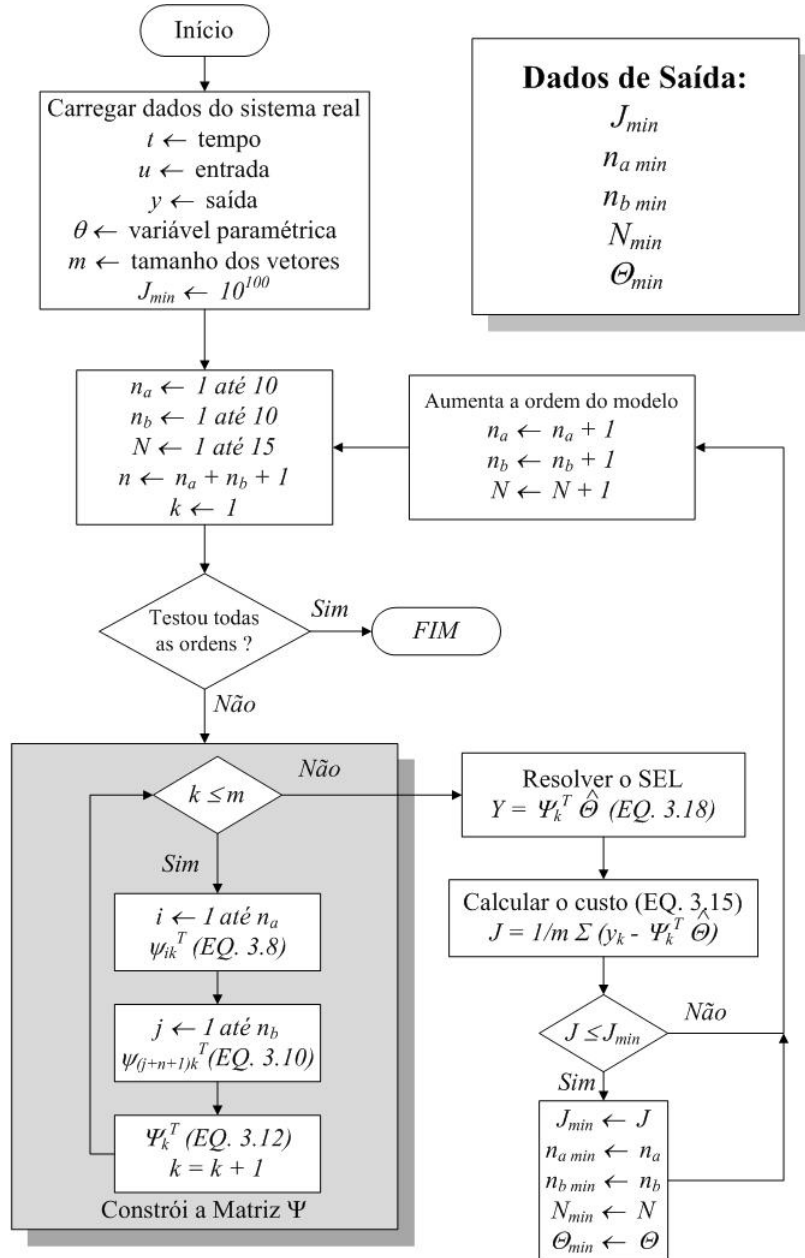 Início
Carregar dados do sistema real
t ← tempo
u ← entrada
y ← saída
θ ← variável paramétrica
m ← tamanho dos vetores
J_min ← 10^100
Dados de Saída:
J_min
n_a min
n_b min
N_min
Θ_min
n_a ← 1 até 10
n_b ← 1 até 10
N ← 1 até 15
n ← n_a + n_b + 1
k ← 1
Aumenta a ordem do modelo
n_a ← n_a + 1
n_b ← n_b + 1
N ← N + 1
Testou todas
as ordens ?
Sim
FIM
Não
k ≤ m
Não
Sim
i ← 1 até n_a
ψ_ik^T (EQ. 3.8)
j ← 1 até n_b
ψ_(j+n+1)k^T(EQ. 3.10)
Ψ_k^T (EQ. 3.12)
k = k + 1
Constrói a Matriz Ψ
Resolver o SEL
Y = Ψ_k^T Θ̂ (EQ. 3.18)
Calcular o custo (EQ. 3.15)
J = 1/m Σ (y_k - Ψ_k^T Θ̂)
J ≤ J_min
Não
Sim
J_min ← J
n_a min ← n_a
n_b min ← n_b
N_min ← N
Θ_min ← Θ